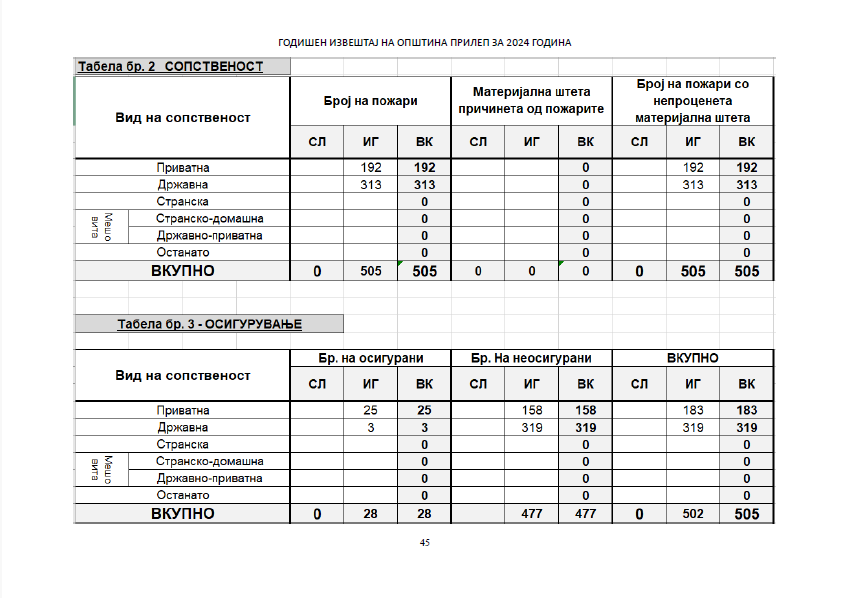 ГОДИШЕН ИЗВЕШТАЈ НА ОПШТИНА ПРИЛЕП ЗА 2024 ГОДИНА
Табела бр. 2 СОПСТВЕНОСТ
Вид на сопственост Број на пожари Материјална штета причинета од пожарите Број на пожари со непроценета материјална штета
СЛ ИГ ВК СЛ ИГ ВК СЛ ИГ ВК
Приватна 192 192 0 192 192
Државна 313 313 0 313 313
Странска 0 0 0
Мешовита Странско-домашна 0 0 0
Државно-приватна 0 0 0
Останато 0 0 0
ВКУПНО 0 505 505 0 0 0 0 505 505
Табела бр. 3 - ОСИГУРУВАЊЕ
Вид на сопственост Бр. на осигурани Бр. На неосигурани ВКУПНО
СЛ ИГ ВК СЛ ИГ ВК СЛ ИГ ВК
Приватна 25 25 158 158 183 183
Државна 3 3 319 319 319 319
Странска 0 0 0
Мешовита Странско-домашна 0 0 0
Државно-приватна 0 0 0
Останато 0 0 0
ВКУПНО 0 28 28 477 477 0 502 505
45